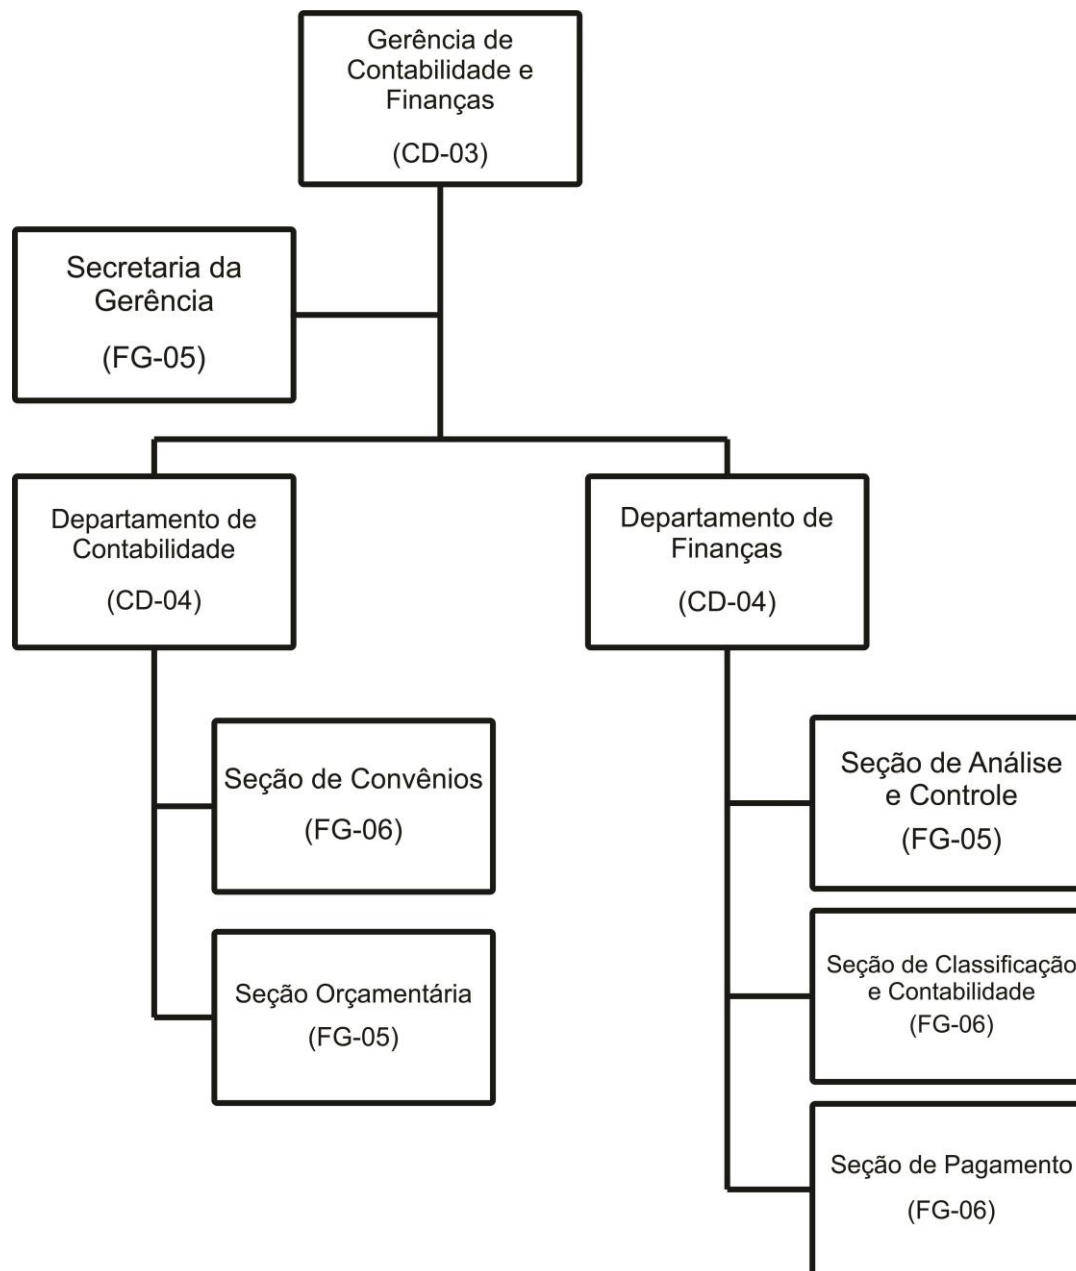 Gerência de
Contabilidade e
Finanças
(CD-03)
Secretaria da
Gerência
(FG-05)
Departamento de
Contabilidade
(CD-04)
Departamento de
Finanças
(CD-04)
Seção de Convênios
(FG-06)
Seção Orçamentária
(FG-05)
Seção de Análise
e Controle
(FG-05)
Seção de Classificação
e Contabilidade
(FG-06)
Seção de Pagamento
(FG-06)